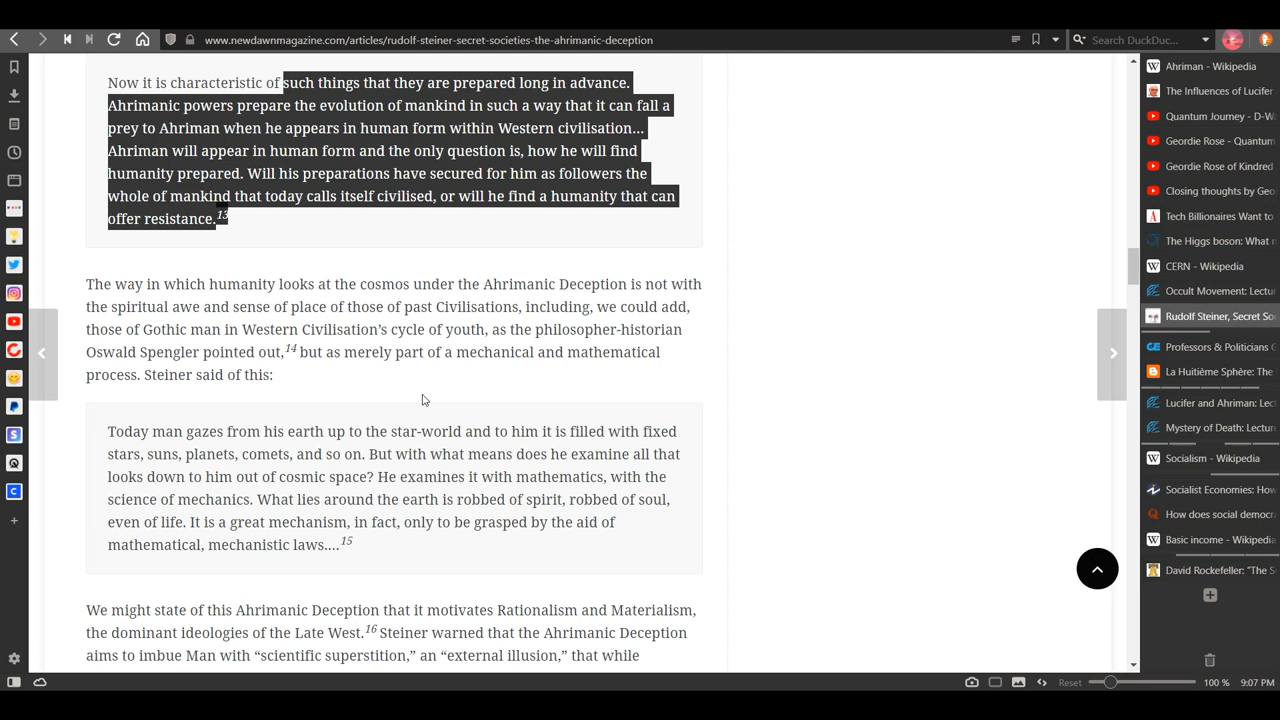 www.newdawnmagazine.com/articles/rudolf-steiner-secret-societies-the-ahrimanic-deception
Search DuckDuc
Now it is characteristic of such things that they are prepared long in advance.
Ahrimanic powers prepare the evolution of mankind in such a way that it can fall a
prey to Ahriman when he appears in human form within Western civilisation…
Ahriman will appear in human form and the only question is, how he will find
humanity prepared. Will his preparations have secured for him as followers the
whole of mankind that today calls itself civilised, or will he find a humanity that can
offer resistance.13
The way in which humanity looks at the cosmos under the Ahrimanic Deception is not with
the spiritual awe and sense of place of those of past Civilisations, including, we could add,
those of Gothic man in Western Civilisation’s cycle of youth, as the philosopher-historian
Oswald Spengler pointed out,14 but as merely part of a mechanical and mathematical
process. Steiner said of this:
Today man gazes from his earth up to the star-world and to him it is filled with fixed
stars, suns, planets, comets, and so on. But with what means does he examine all that
looks down to him out of cosmic space? He examines it with mathematics, with the
science of mechanics. What lies around the earth is robbed of spirit, robbed of soul,
even of life. It is a great mechanism, in fact, only to be grasped by the aid of
mathematical, mechanistic laws.…15
We might state of this Ahrimanic Deception that it motivates Rationalism and Materialism,
the dominant ideologies of the Late West.16 Steiner warned that the Ahrimanic Deception
aims to imbue Man with “scientific superstition,” an “external illusion,” that while
Ahriman - Wikipedia
The Influences of Lucifer
Quantum Journey - D-W
Geordie Rose - Quantum
Geordie Rose of Kindred
Closing thoughts by Geo
Tech Billionaires Want to
The Higgs boson: What
CERN - Wikipedia
Occult Movement: Lectu
Rudolf Steiner, Secret So
Professors & Politicians G
La Huitième Sphère: The
Lucifer and Ahriman: Lec
Mystery of Death: Lecture
Socialism - Wikipedia
Socialist Economies: How
How does social democr
Basic income - Wikipedia
David Rockefeller: “The S
Reset
100 %
9:07 PM